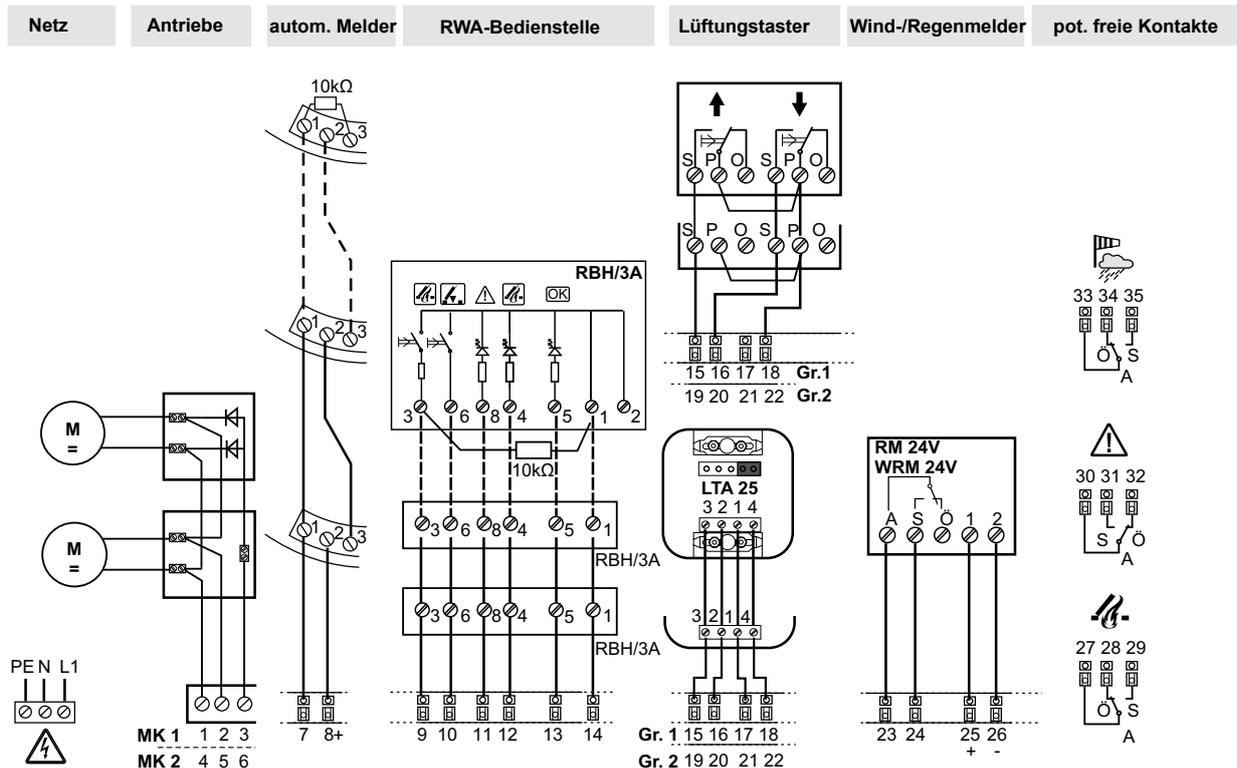 Netz
Antriebe
autom. Melder
RWA-Bedienstelle
Lüftungstaster
Wind-/Regenmelder
pot. freie Kontakte
M
=
M
=
PE N L1
MK 1 1 2 3
MK 2 4 5 6
10kΩ
1 2 3
1 2 3
1 2 3
7 8+
RBH/3A
OK
3 6 8 4 5 1 2
10kΩ
3 6 8 4 5 1
RBH/3A
3 6 8 4 5 1
RBH/3A
9 10 11 12 13 14
S P O S P O
S P O S P O
15 16 17 18 Gr.1
19 20 21 22 Gr.2
LTA 25
3 2 1 4
3 2 1 4
Gr. 1 15 16 17 18
Gr. 2 19 20 21 22
RM 24V
WRM 24V
A S Ö 1 2
23 24 25 26
+ -
33 34 35
Ö S
A
30 31 32
S Ö
A
27 28 29
Ö S
A